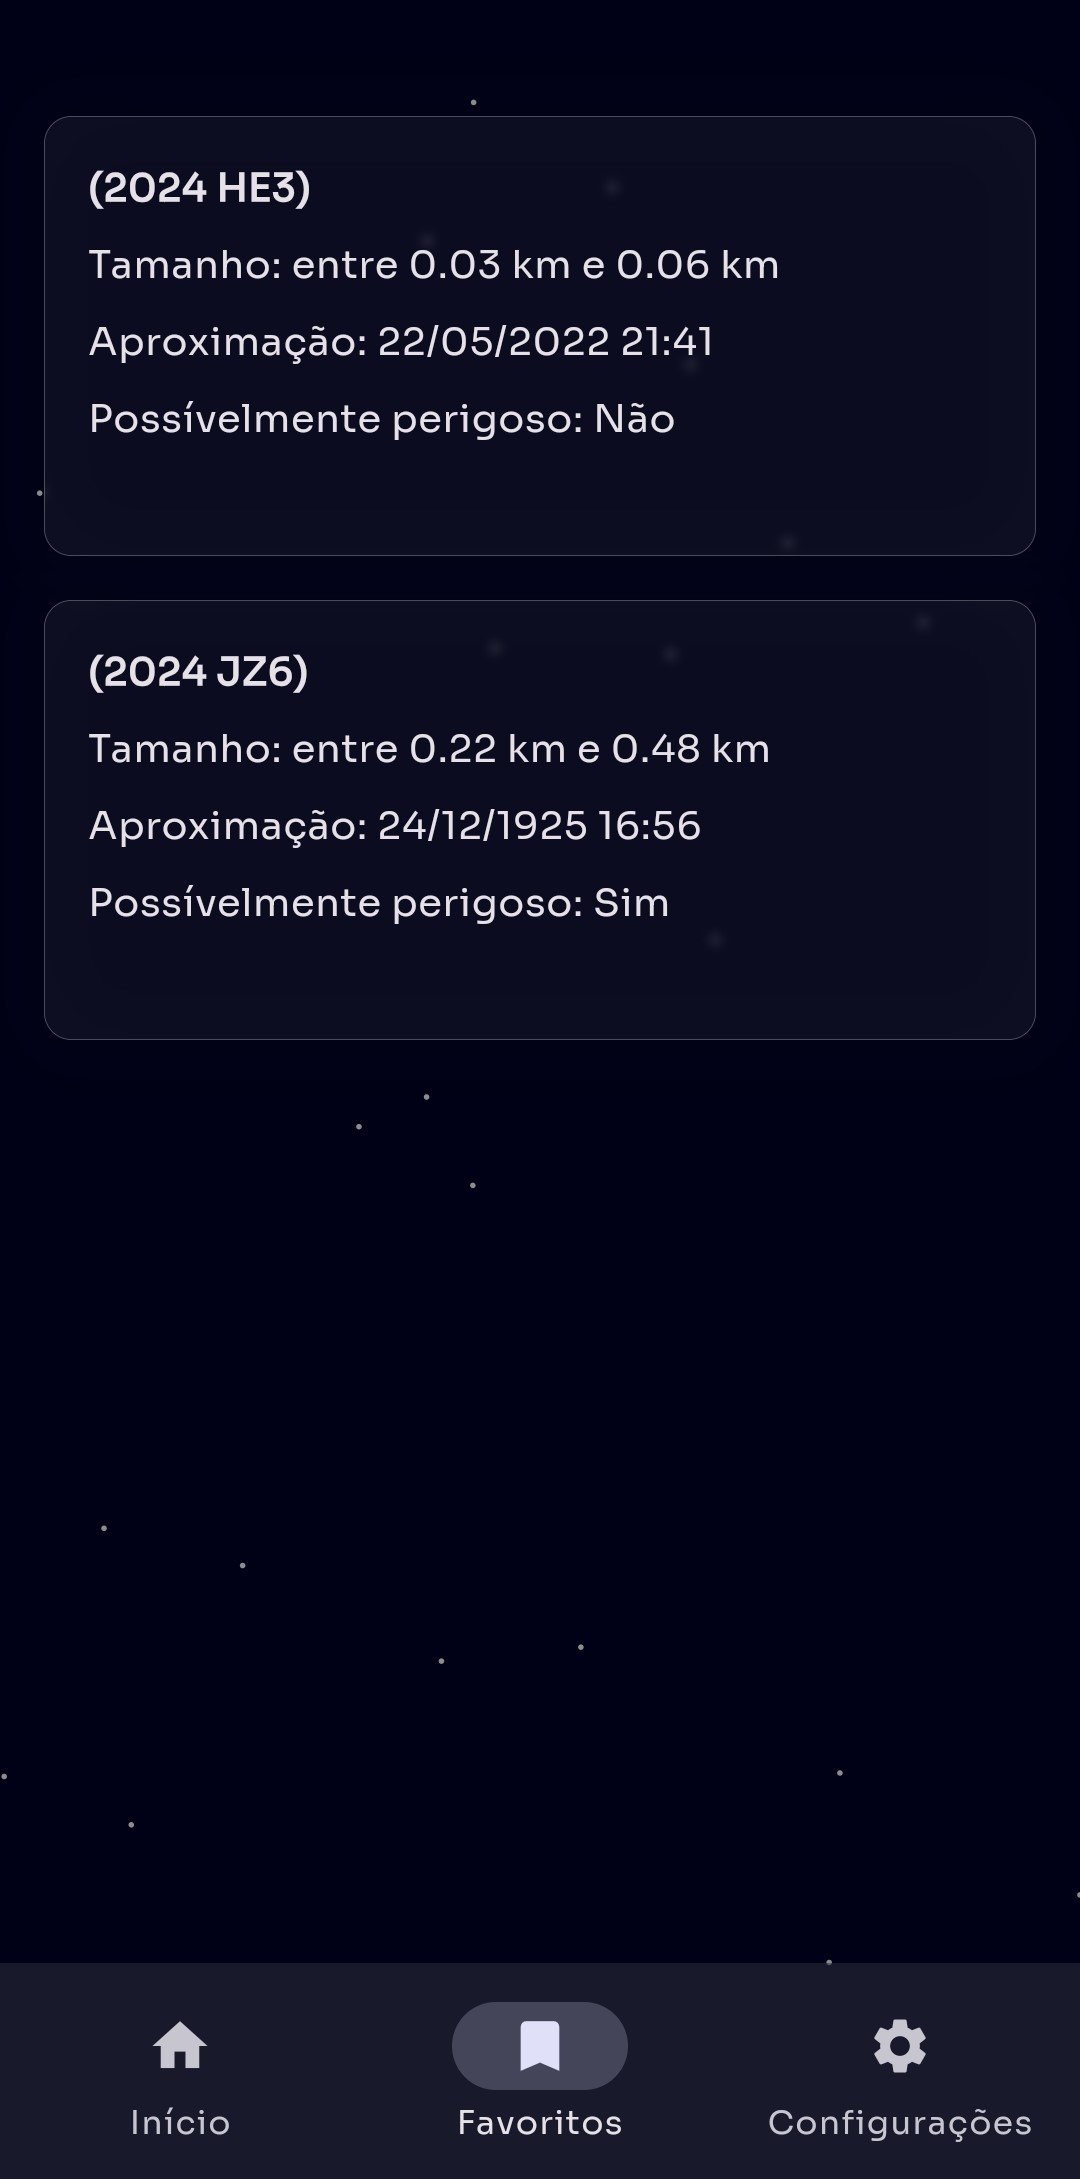 (2024 HE3)
Tamanho: entre 0.03 km e 0.06 km
Aproximação: 22/05/2022 21:41
Possívelmente perigoso: Não
(2024 JZ6)
Tamanho: entre 0.22 km e 0.48 km
Aproximação: 24/12/1925 16:56
Possívelmente perigoso: Sim
Início
Favoritos
Configurações